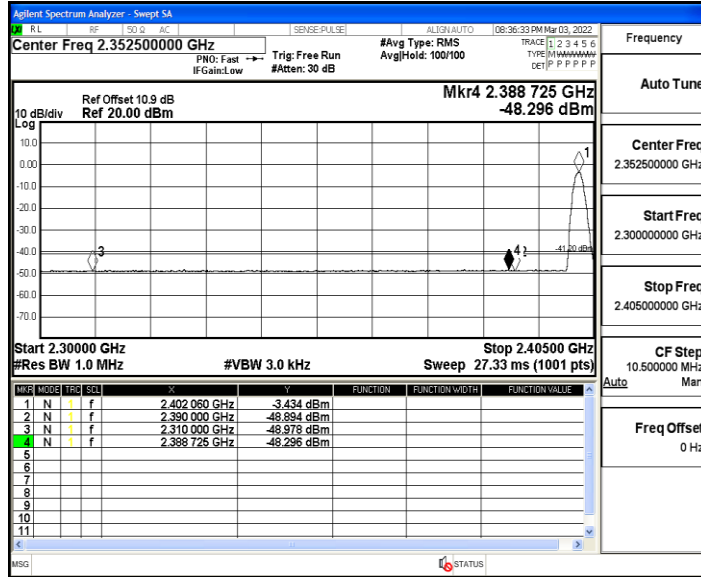 Agilent Spectrum Analyzer - Swept SA
RL RF 50 Ω AC SENSE:PULSE ALIGNAUTO 08:36:33 PM Mar 03, 2022
Center Freq 2.352500000 GHz
PNO: Fast
IFGain:Low
Trig: Free Run
#Atten: 30 dB
#Avg Type: RMS
Avg|Hold: 100/100
TRACE 1 2 3 4 5 6
TYPE MWWWWW
DET P P P P P P
Ref Offset 10.9 dB
10 dB/div Ref 20.00 dBm
Log
Mkr4 2.388 725 GHz
-48.296 dBm
10.0
0.00
-10.0
-20.0
-30.0
-40.0
-50.0
-60.0
-70.0
1
3
4 2
-41.20 dBm
Start 2.30000 GHz Stop 2.40500 GHz
#Res BW 1.0 MHz #VBW 3.0 kHz Sweep 27.33 ms (1001 pts)
MKR MODE TRC SCL X Y FUNCTION FUNCTION WIDTH FUNCTION VALUE
1 N 1 f 2.402 060 GHz -3.434 dBm
2 N 1 f 2.390 000 GHz -48.894 dBm
3 N 1 f 2.310 000 GHz -48.978 dBm
4 N 1 f 2.388 725 GHz -48.296 dBm
5
6
7
8
9
10
11
MSG STATUS
Frequency
Auto Tune
Center Freq
2.352500000 GHz
Start Freq
2.300000000 GHz
Stop Freq
2.405000000 GHz
CF Step
10.500000 MHz
Auto Man
Freq Offset
0 Hz